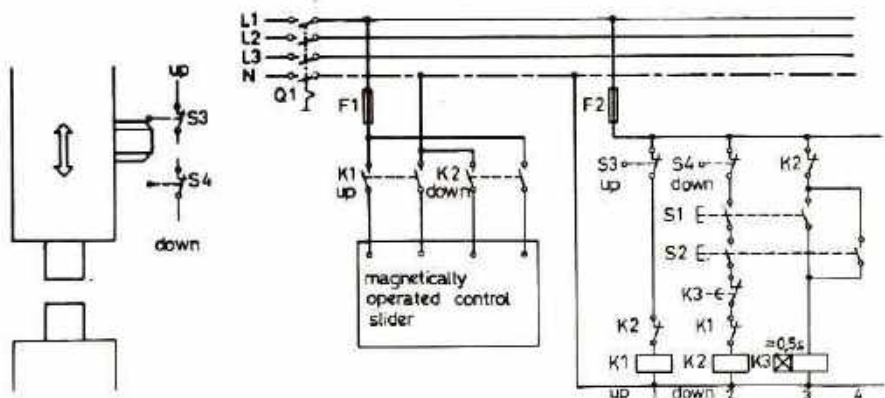 L1
L2
L3
N
Q1
F1
F2
up
S3
S4
down
K1
up
K2
down
magnetically
operated control
slider
S3
up
S4
down
K2
S1
S2
K3
K2
K1
≈0,5s
K1
K2
K3
up
down
1
2
3
4